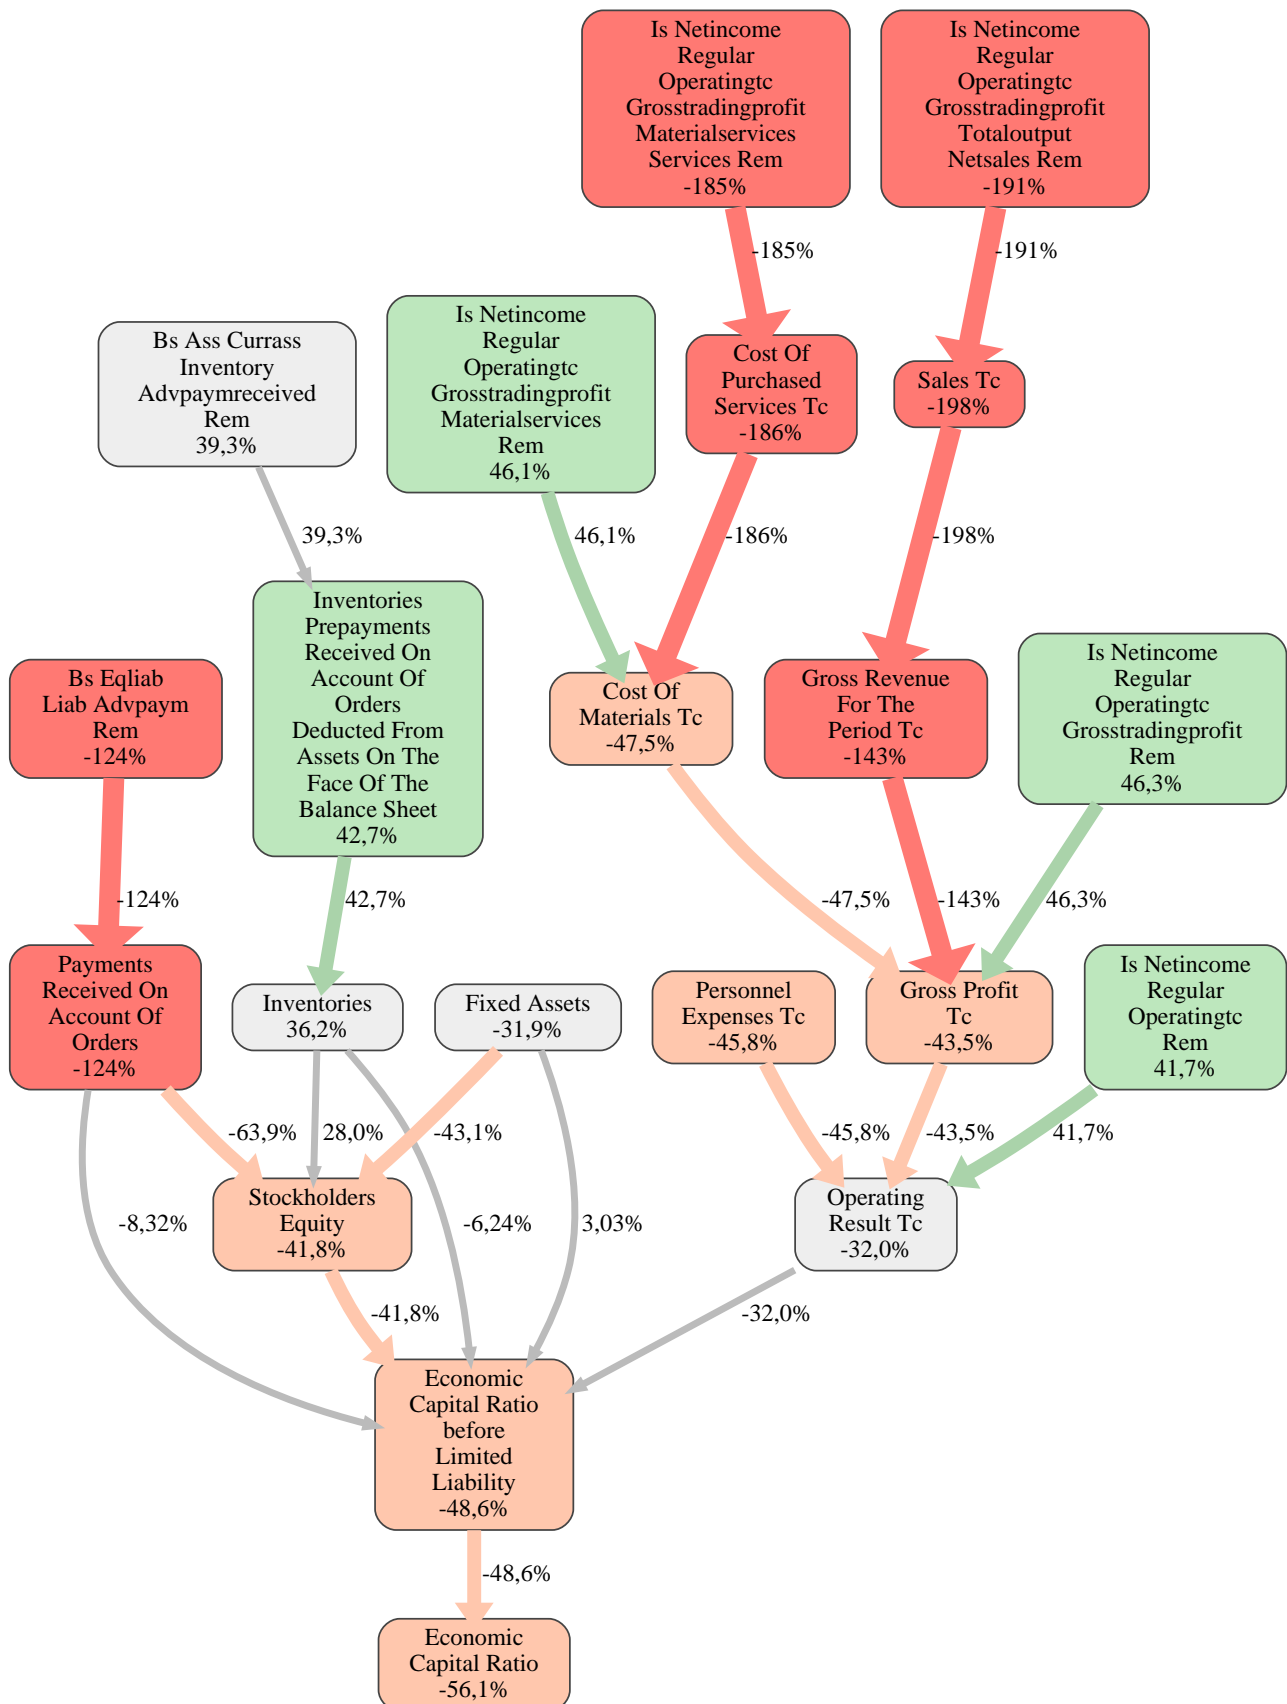 Is Netincome
Regular
Operatingtc
Grosstradingprofit
Materialservices
Services Rem
-185%
Is Netincome
Regular
Operatingtc
Grosstradingprofit
Totaloutput
Netsales Rem
-191%
-185%
-191%
Bs Ass Currass
Inventory
Advpaymreceived
Rem
39,3%
Is Netincome
Regular
Operatingtc
Grosstradingprofit
Materialservices
Rem
46,1%
Cost Of
Purchased
Services Tc
-186%
Sales Tc
-198%
39,3%
46,1%
-186%
-198%
Bs Eqliab
Liab Advpaym
Rem
-124%
Inventories
Prepayments
Received On
Account Of
Orders
Deducted From
Assets On The
Face Of The
Balance Sheet
42,7%
Cost Of
Materials Tc
-47,5%
Gross Revenue
For The
Period Tc
-143%
Is Netincome
Regular
Operatingtc
Grosstradingprofit
Rem
46,3%
-124%
42,7%
-47,5%
-143%
46,3%
Payments
Received On
Account Of
Orders
-124%
Inventories
36,2%
Fixed Assets
-31,9%
Personnel
Expenses Tc
-45,8%
Gross Profit
Tc
-43,5%
Is Netincome
Regular
Operatingtc
Rem
41,7%
-63,9%
28,0%
-43,1%
-45,8%
-43,5%
41,7%
-8,32%
Stockholders
Equity
-41,8%
-6,24%
3,03%
Operating
Result Tc
-32,0%
-41,8%
-32,0%
Economic
Capital Ratio
before
Limited
Liability
-48,6%
-48,6%
Economic
Capital Ratio
-56,1%